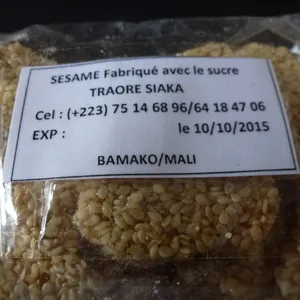 SESAME Fabriqué avec le sucre
TRAORE SIAKA
Cel : (+223) 75 14 68 96/64 18 47 06
EXP : le 10/10/2015
BAMAKO/MALI